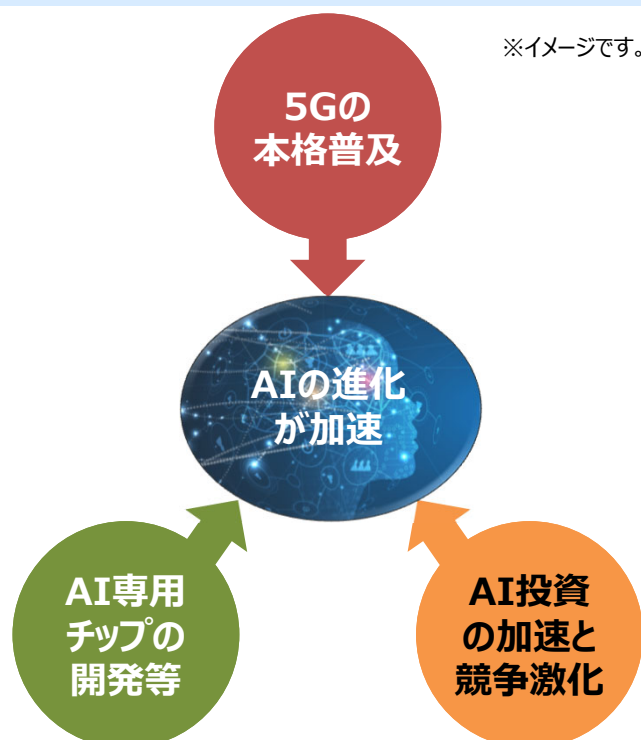 ※イメージです。
5Gの
本格普及
AIの進化
が加速
AI専用
チップの
開発等
AI投資
の加速と
競争激化